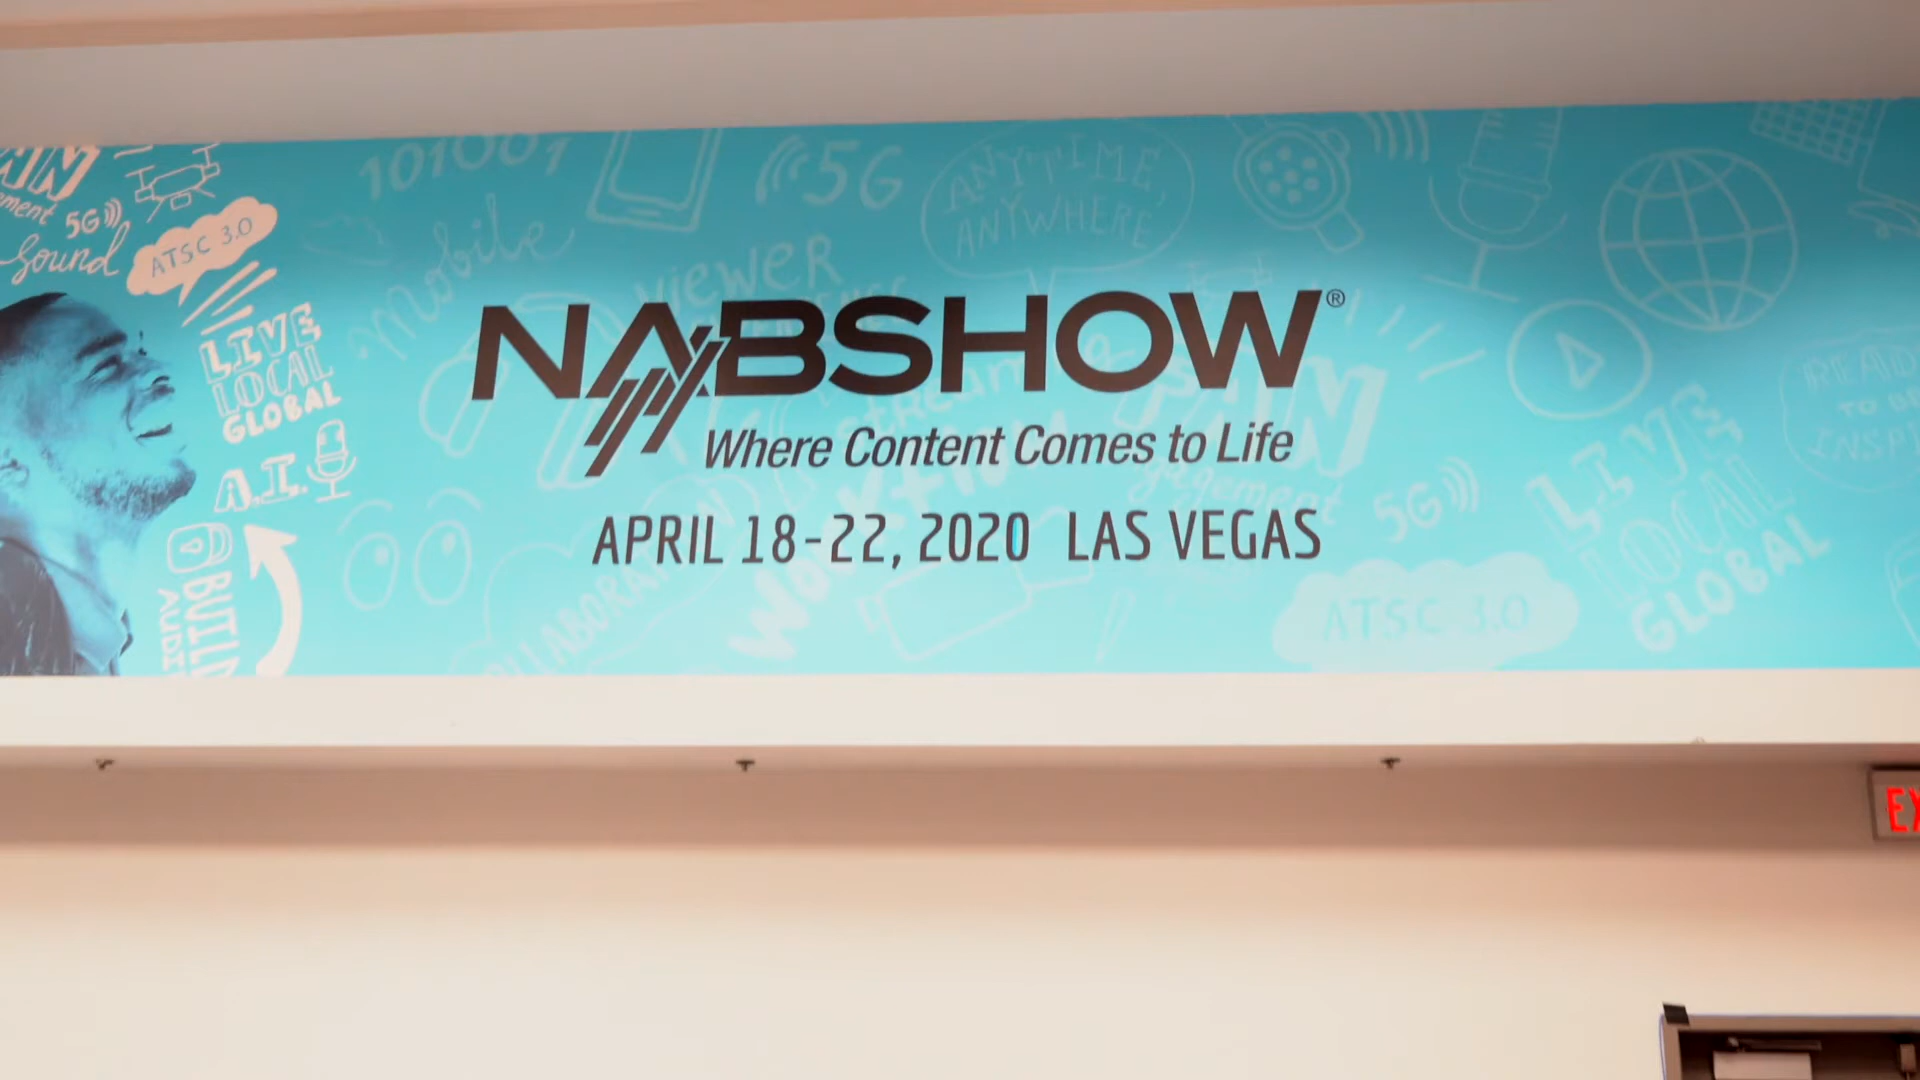 5G
Sound
ATSC 3.0
LIVE
LOCAL
GLOBAL
A.I.
101001
mobile
5G
ANYTIME,
ANYWHERE
VIEWER
NABSHOW®
Where Content Comes to Life
APRIL 18-22, 2020 LAS VEGAS
5G
ATSC 3.0
LIVE
LOCAL
GLOBAL